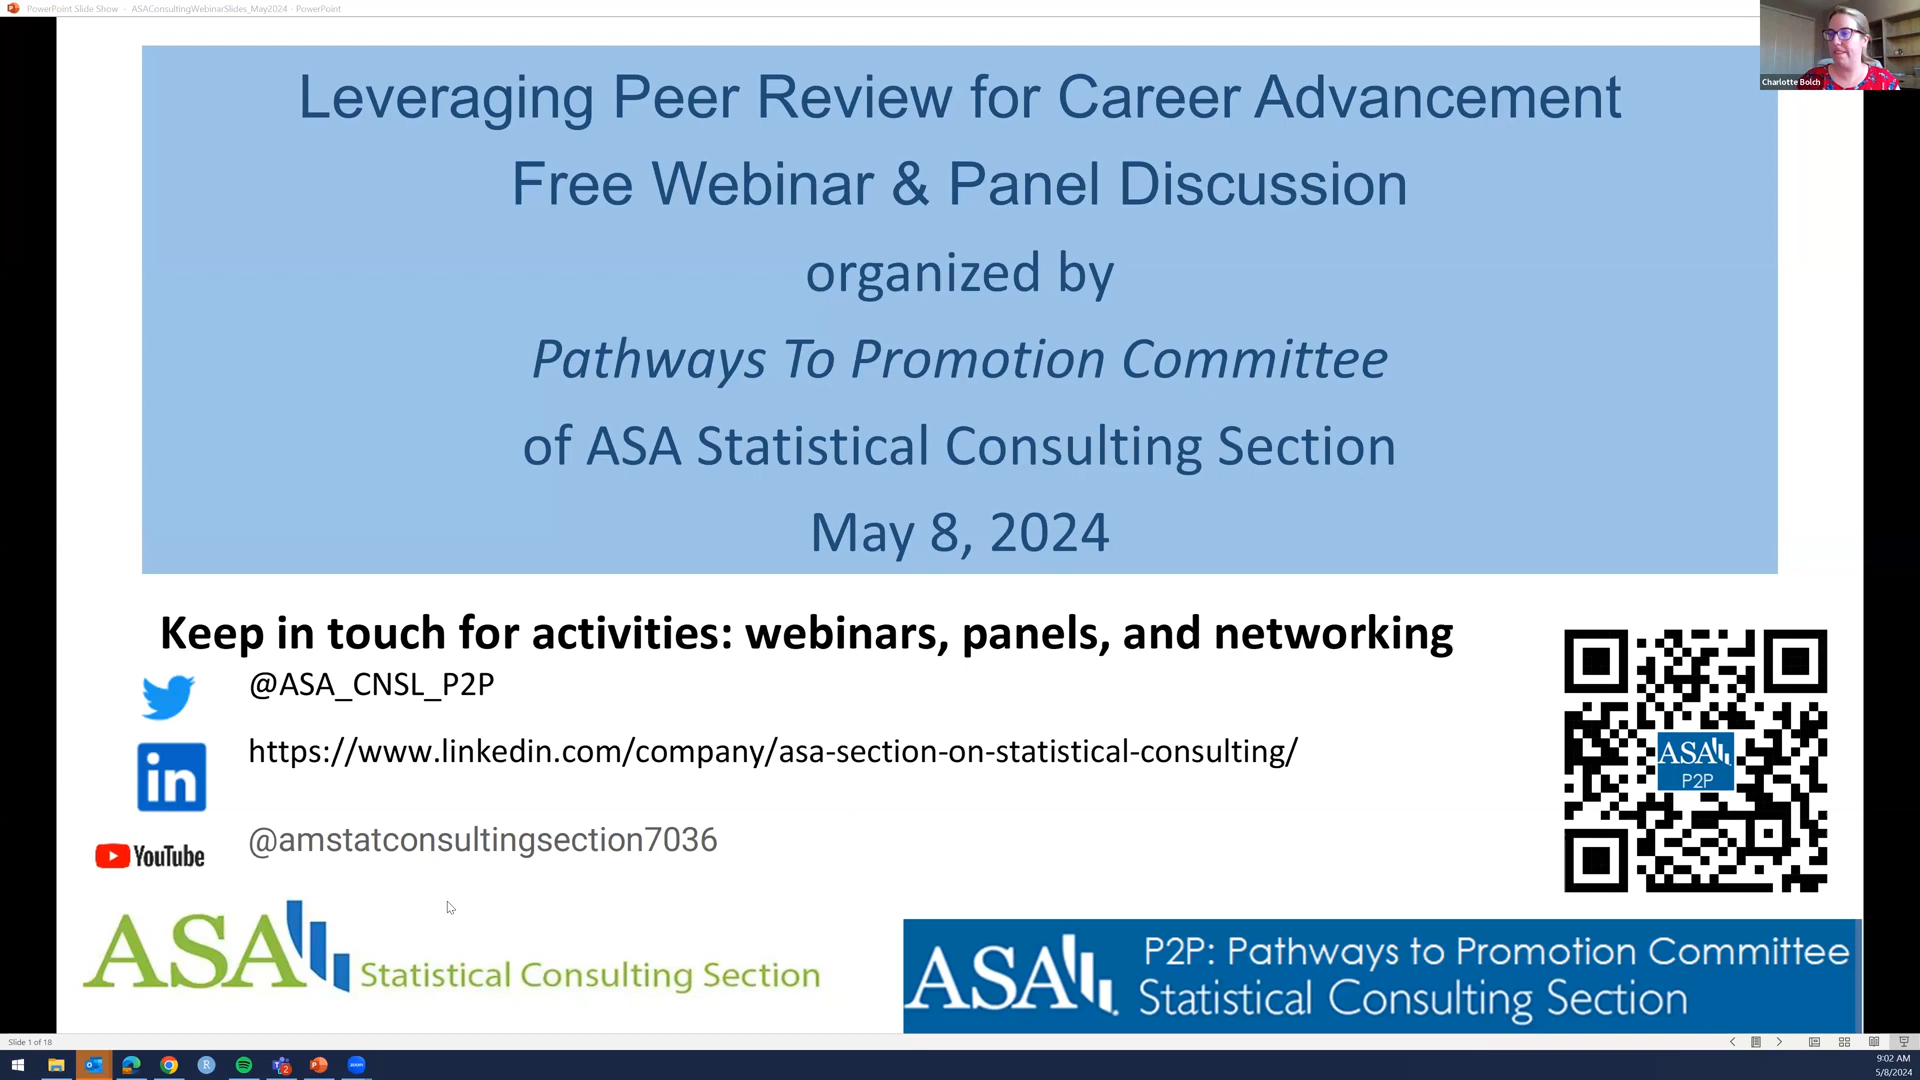 PowerPoint Slide Show - ASAConsultingWebinarSlides_May2024 - PowerPoint
Charlotte Bolch
Leveraging Peer Review for Career Advancement
Free Webinar & Panel Discussion
organized by
Pathways To Promotion Committee
of ASA Statistical Consulting Section
May 8, 2024
Keep in touch for activities: webinars, panels, and networking
@ASA_CNSL_P2P
https://www.linkedin.com/company/asa-section-on-statistical-consulting/
in
YouTube
@amstatconsultingsection7036
ASA
P2P
ASA Statistical Consulting Section
ASA P2P: Pathways to Promotion Committee
Statistical Consulting Section
Slide 1 of 18
9:02 AM
5/8/2024